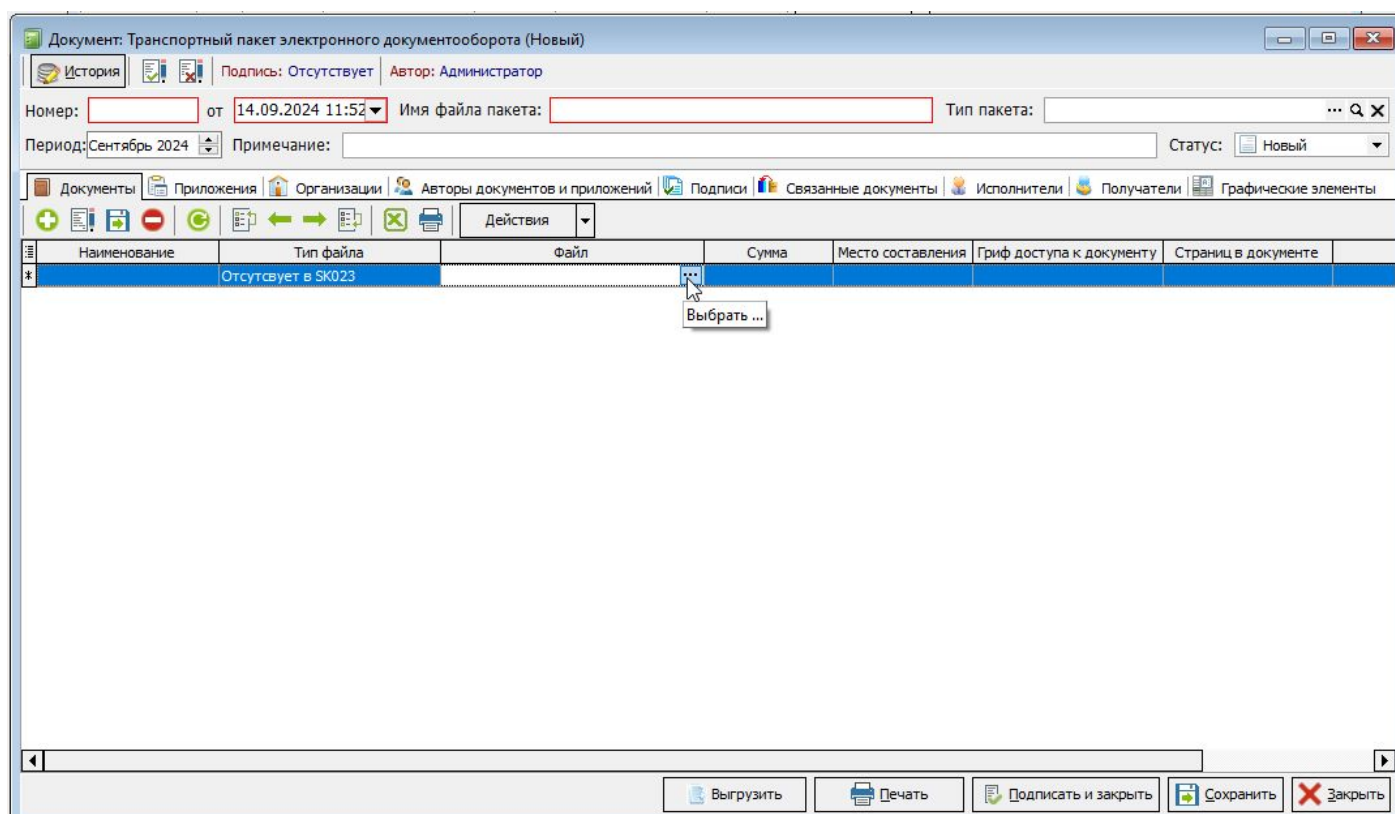 Документ: Транспортный пакет электронного документооборота (Новый)
История Подпись: Отсутствует Автор: Администратор
Номер: от 14.09.2024 11:52 Имя файла пакета: Тип пакета:
Период: Сентябрь 2024 Примечание: Статус: Новый
Документы Приложения Организации Авторы документов и приложений Подписи Связанные документы Исполнители Получатели Графические элементы
Действия
Наименование Тип файла Файл Сумма Место составления Гриф доступа к документу Страниц в документе
* Отсутсвует в SK023 ...
Выбрать ...
Выгрузить Печать Подписать и закрыть Сохранить Закрыть